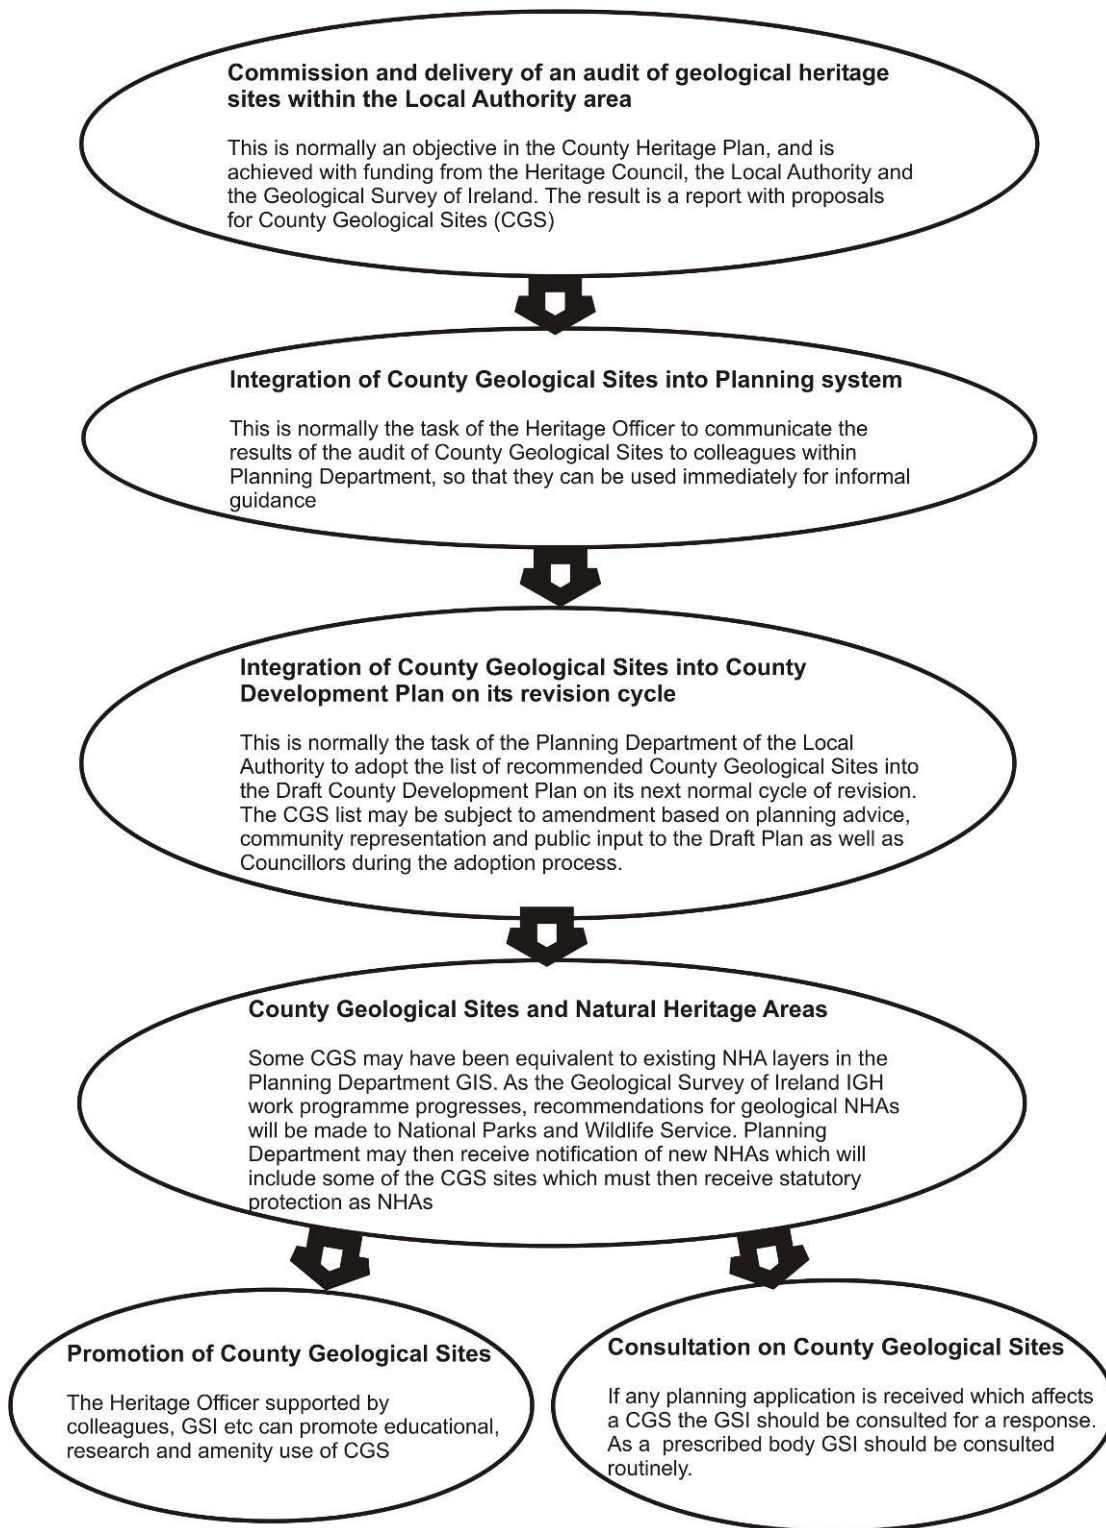 Commission and delivery of an audit of geological heritage
sites within the Local Authority area
This is normally an objective in the County Heritage Plan, and is
achieved with funding from the Heritage Council, the Local Authority and
the Geological Survey of Ireland. The result is a report with proposals
for County Geological Sites (CGS)
Integration of County Geological Sites into Planning system
This is normally the task of the Heritage Officer to communicate the
results of the audit of County Geological Sites to colleagues within
Planning Department, so that they can be used immediately for informal
guidance
Integration of County Geological Sites into County
Development Plan on its revision cycle
This is normally the task of the Planning Department of the Local
Authority to adopt the list of recommended County Geological Sites into
the Draft County Development Plan on its next normal cycle of revision.
The CGS list may be subject to amendment based on planning advice,
community representation and public input to the Draft Plan as well as
Councillors during the adoption process.
County Geological Sites and Natural Heritage Areas
Some CGS may have been equivalent to existing NHA layers in the
Planning Department GIS. As the Geological Survey of Ireland IGH
work programme progresses, recommendations for geological NHAs
will be made to National Parks and Wildlife Service. Planning
Department may then receive notification of new NHAs which will
include some of the CGS sites which must then receive statutory
protection as NHAs
Promotion of County Geological Sites
The Heritage Officer supported by
colleagues, GSI etc can promote educational,
research and amenity use of CGS
Consultation on County Geological Sites
If any planning application is received which affects
a CGS the GSI should be consulted for a response.
As a  prescribed body GSI should be consulted
routinely.